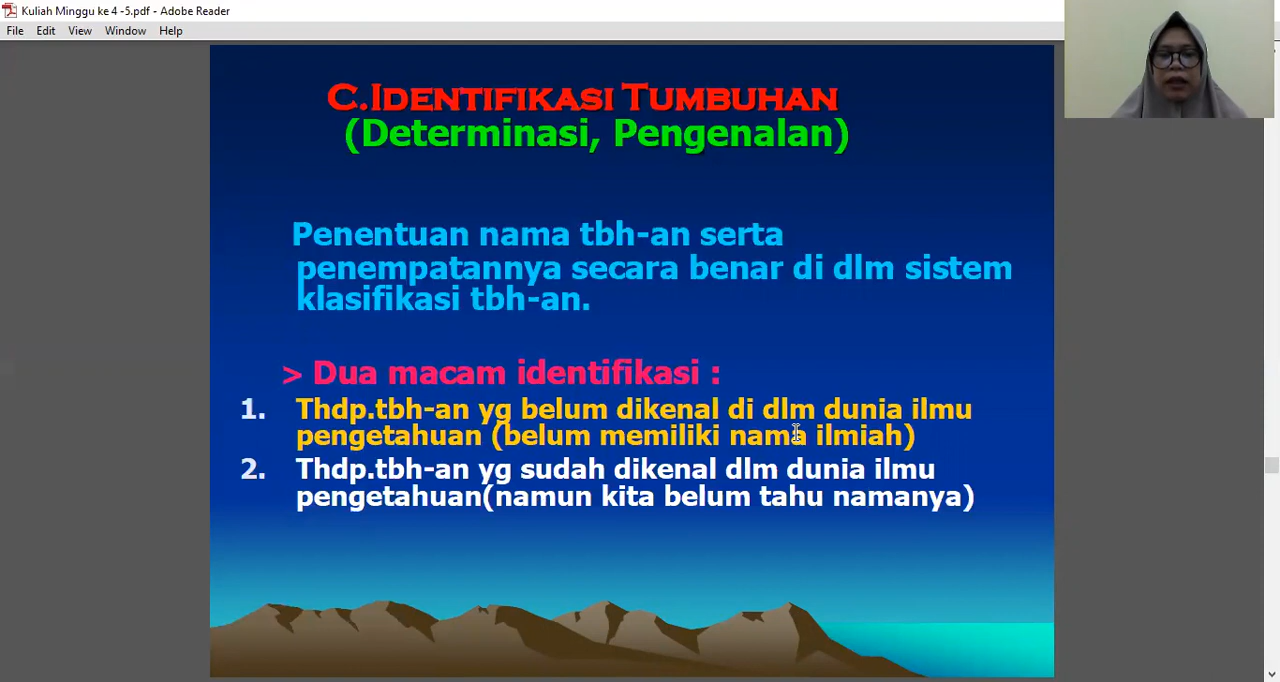 Kuliah Minggu ke 4 -5.pdf - Adobe Reader
File Edit View Window Help
C.IDENTIFIKASI TUMBUHAN
(Determinasi, Pengenalan)
Penentuan nama tbh-an serta
penempatannya secara benar di dlm sistem
klasifikasi tbh-an.
> Dua macam identifikasi :
1. Thdp.tbh-an yg belum dikenal di dlm dunia ilmu
pengetahuan (belum memiliki nama ilmiah)
2. Thdp.tbh-an yg sudah dikenal dlm dunia ilmu
pengetahuan(namun kita belum tahu namanya)